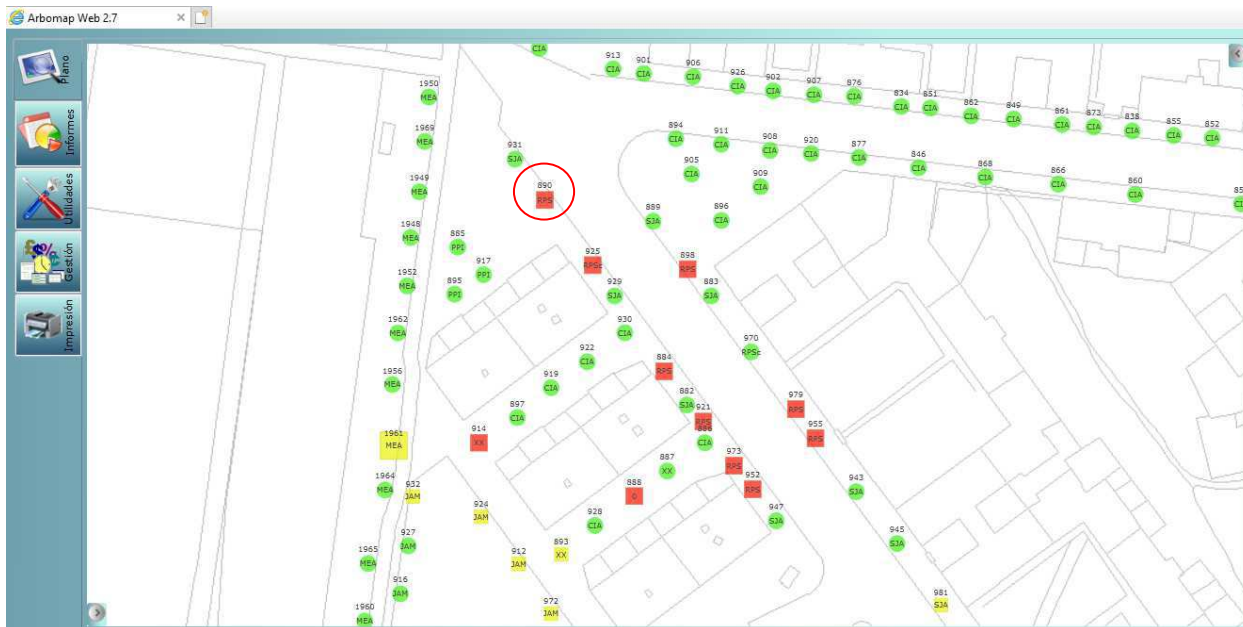 Arbomap Web 2.7
Plano
Informes
Utilidades
Gestión
Impresión
CIA
913
CIA
901
CIA
906
CIA
926
CIA
902
CIA
907
CIA
876
CIA
834
CIA
851
CIA
862
CIA
849
CIA
861
CIA
873
CIA
838
CIA
855
CIA
852
CIA
1950
MEA
1969
MEA
1949
MEA
1948
MEA
1952
MEA
1962
MEA
1956
MEA
1961
MEA
1964
MEA
1965
MEA
1960
MEA
931
SJA
890
RPS
894
CIA
911
CIA
908
CIA
920
CIA
877
CIA
846
CIA
868
CIA
866
CIA
860
CIA
905
CIA
909
CIA
889
SJA
896
CIA
885
PPI
917
PPI
895
PPI
925
RPSc
929
SJA
930
CIA
922
CIA
919
CIA
897
CIA
914
XX
898
RPS
883
SJA
970
RPSc
884
RPS
882
SJA
921
RPS
886
CIA
887
XX
888
0
928
CIA
893
XX
979
RPS
955
RPS
973
RPS
952
RPS
947
SJA
943
SJA
945
SJA
981
SJA
932
JAM
924
JAM
927
JAM
912
JAM
916
JAM
972
JAM